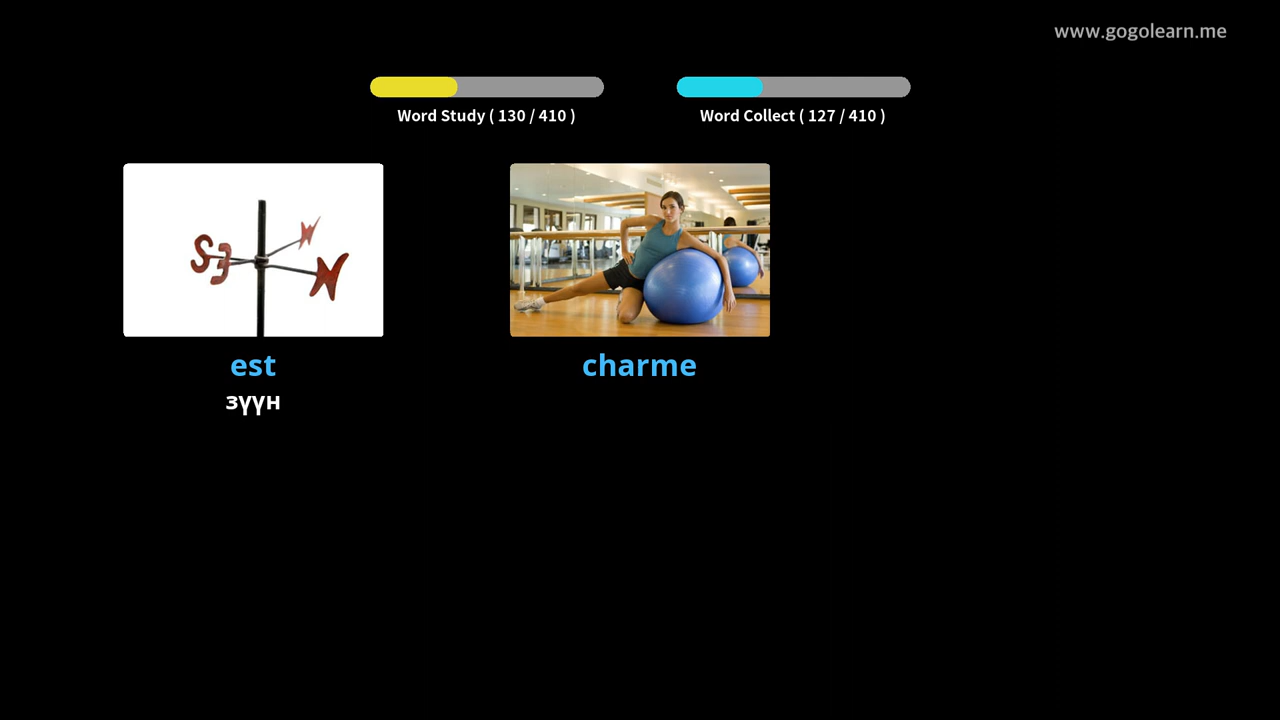 www.gogolearn.me
Word Study ( 130 / 410 )
Word Collect ( 127 / 410 )
S
E
N
W
est
charme
зүүн